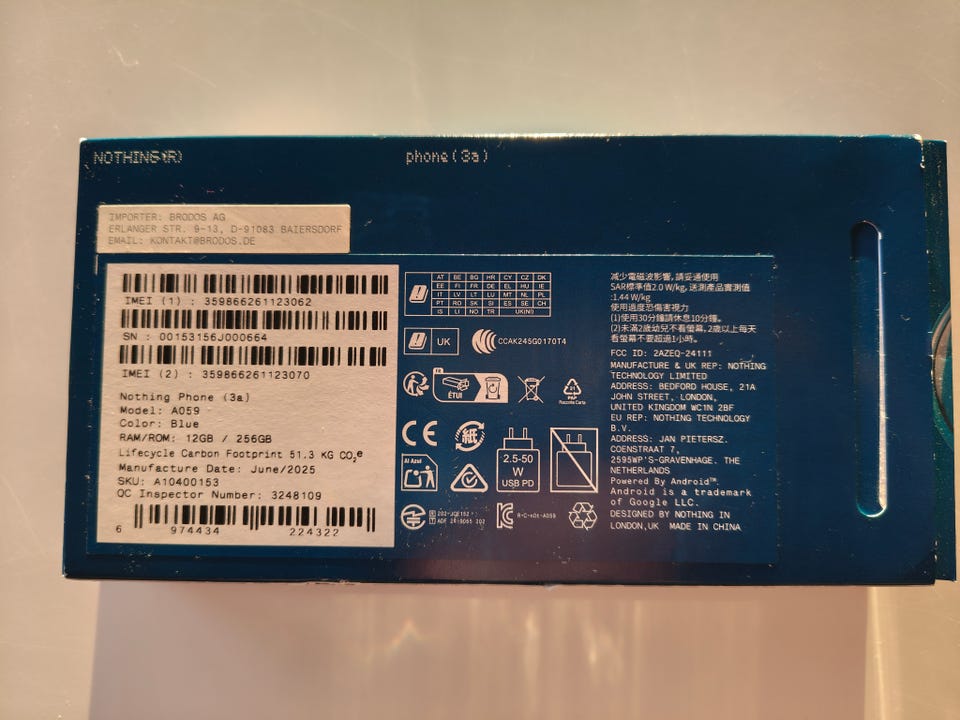 NOTHING(R)
phone(3a)
IMPORTER: BRODOS AG
ERLANGER STR. 9-13, D-91083 BAIERSDORF
EMAIL: KONTAKT@BRODOS.DE
IMEI (1) : 359866261123062
SN : 00153156J000664
IMEI (2) : 359866261123070
Nothing Phone (3a)
Model: A059
Color: Blue
RAM/ROM: 12GB / 256GB
Lifecycle Carbon Footprint 51.3 KG CO₂e
Manufacture Date: June/2025
SKU: A10400153
QC Inspector Number: 3248109
6 974434 224322
AT BE BG HR CY CZ DK
EE FI FR DE EL HU IE
IT LV LT LU MT NL PL
PT RO SK SI ES SE CH
IS LI NO TR UK(NI)
UK
CCAK245G0170T4
FR
ÉTUI
PAP
Raccolta Carta
CE
紙
2.5-50
W
USB PD
Al Azul
R-C-xOt-A059
减少電磁波影響,請妥適使用
SAR標準值2.0 W/kg,送測產品實測值
:1.44 W/kg
使用過度恐傷害視力
(1)使用30分鐘請休息10分鐘。
(2)未滿2歲幼兒不看螢幕,2歲以上每天
看螢幕不要超過1小時。
FCC ID: 2AZEQ-24111
MANUFACTURE & UK REP: NOTHING
TECHNOLOGY LIMITED
ADDRESS: BEDFORD HOUSE, 21A
JOHN STREET, LONDON,
UNITED KINGDOM WC1N 2BF
EU REP: NOTHING TECHNOLOGY
B.V.
ADDRESS: JAN PIETERSZ.
COENSTRAAT 7,
2595WP'S-GRAVENHAGE. THE
NETHERLANDS
Powered By Android™
Android is a trademark
of Google LLC.
DESIGNED BY NOTHING IN
LONDON,UK MADE IN CHINA